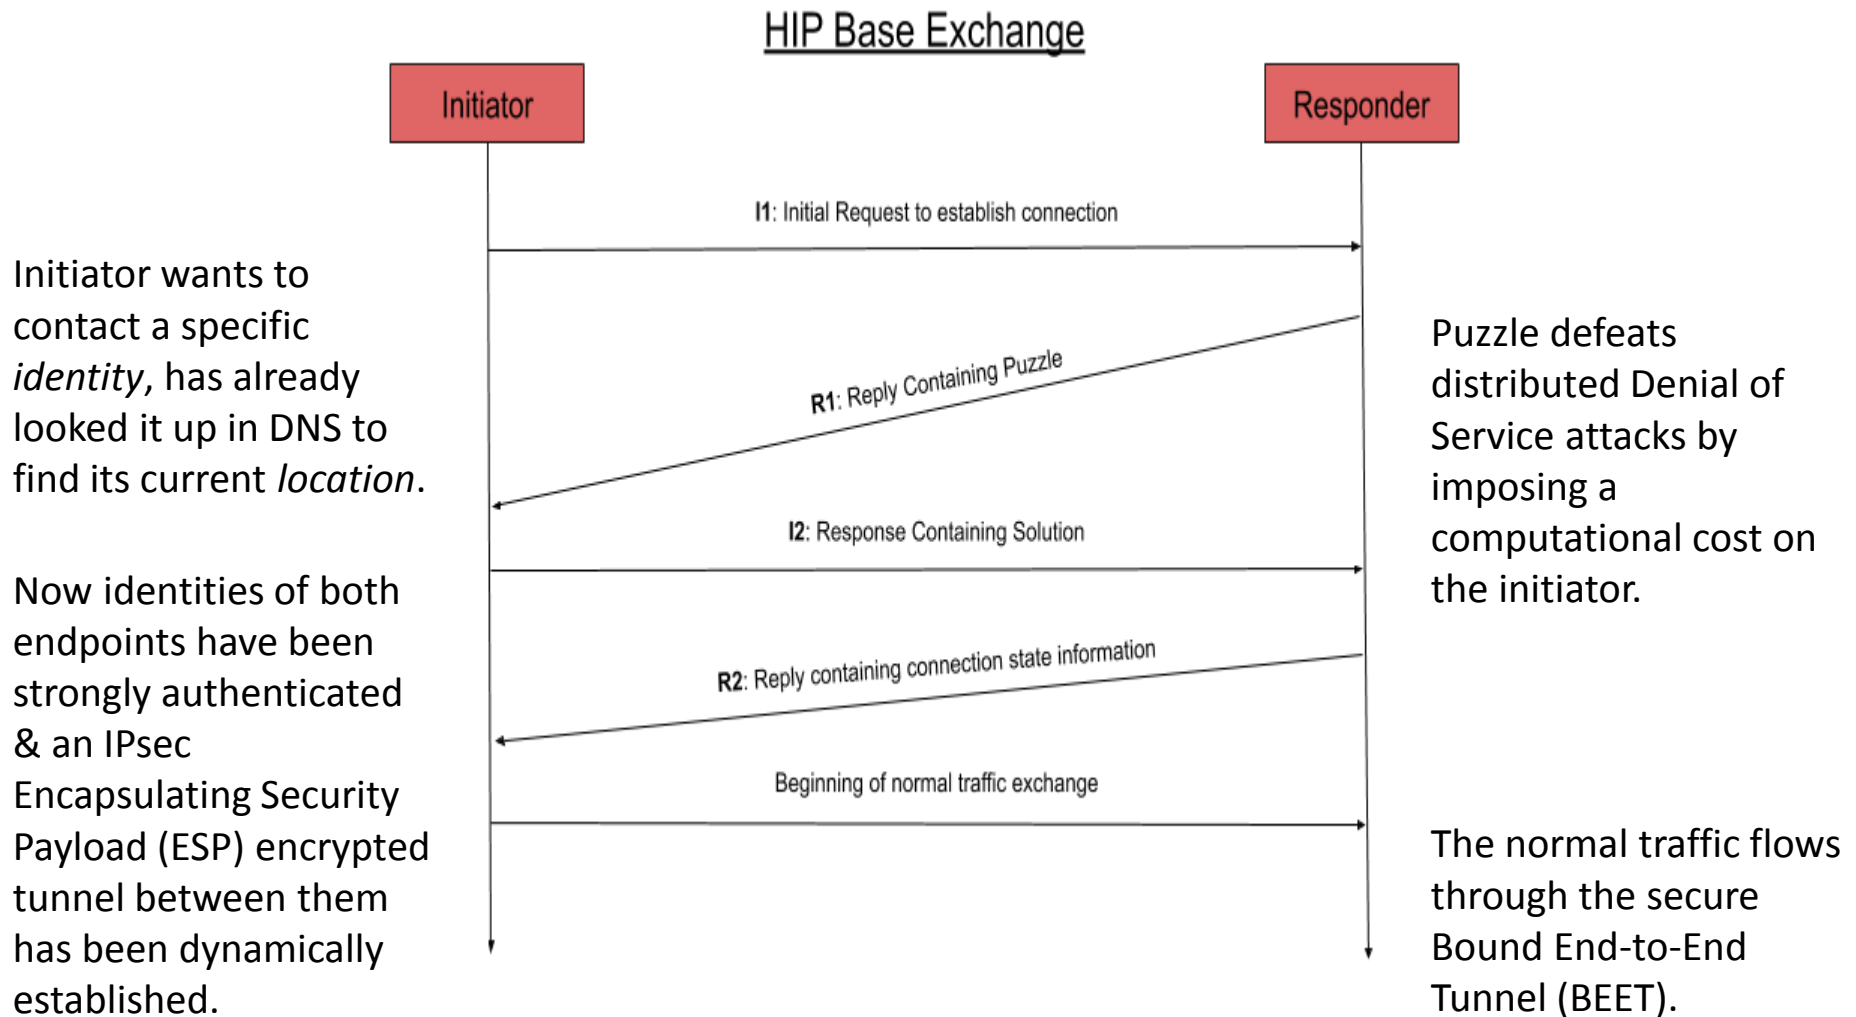 HIP Base Exchange
Initiator
Responder
I1: Initial Request to establish connection
Initiator wants to
contact a specific
identity, has already
looked it up in DNS to
find its current location.
R1: Reply Containing Puzzle
Puzzle defeats
distributed Denial of
Service attacks by
imposing a
computational cost on
the initiator.
I2: Response Containing Solution
Now identities of both
endpoints have been
strongly authenticated
& an IPsec
Encapsulating Security
Payload (ESP) encrypted
tunnel between them
has been dynamically
established.
R2: Reply containing connection state information
Beginning of normal traffic exchange
The normal traffic flows
through the secure
Bound End-to-End
Tunnel (BEET).